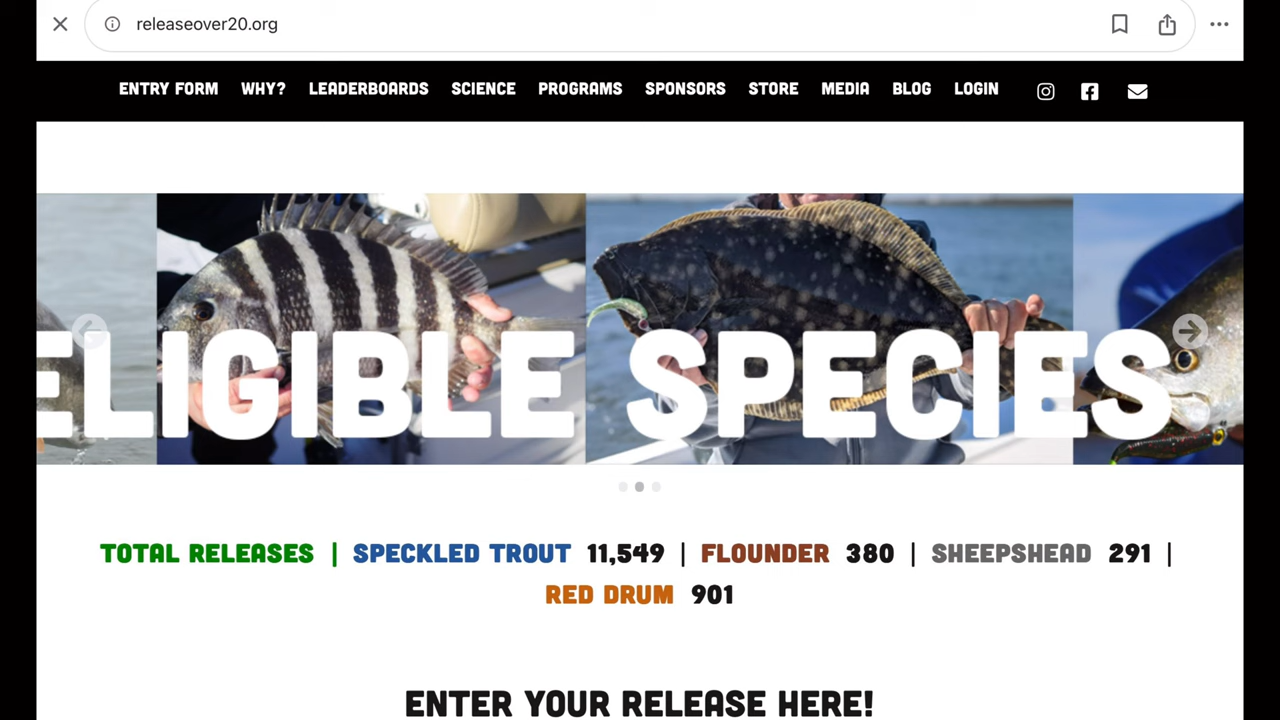 releaseover20.org
ENTRY FORM WHY? LEADERBOARDS SCIENCE PROGRAMS SPONSORS STORE MEDIA BLOG LOGIN
ELIGIBLE SPECIES
TOTAL RELEASES | SPECKLED TROUT 11,549 | FLOUNDER 380 | SHEEPSHEAD 291 |
RED DRUM 901
ENTER YOUR RELEASE HERE!